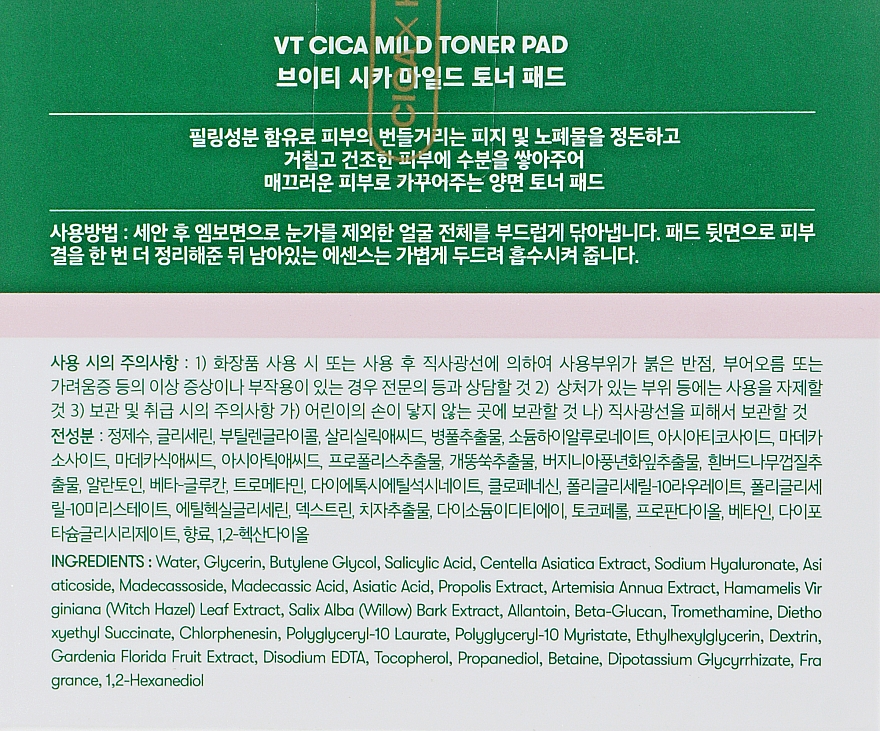 VT CICA MILD TONER PAD
브이티 시카 마일드 토너 패드
CICA X
필링성분 함유로 피부의 번들거리는 피지 및 노폐물을 정돈하고
거칠고 건조한 피부에 수분을 쌓아주어
매끄러운 피부로 가꾸어주는 양면 토너 패드
사용방법 : 세안 후 엠보면으로 눈가를 제외한 얼굴 전체를 부드럽게 닦아냅니다. 패드 뒷면으로 피부
결을 한 번 더 정리해준 뒤 남아있는 에센스는 가볍게 두드려 흡수시켜 줍니다.
사용 시의 주의사항 : 1) 화장품 사용 시 또는 사용 후 직사광선에 의하여 사용부위가 붉은 반점, 부어오름 또는
가려움증 등의 이상 증상이나 부작용이 있는 경우 전문의 등과 상담할 것 2) 상처가 있는 부위 등에는 사용을 자제할
것 3) 보관 및 취급 시의 주의사항 가) 어린이의 손이 닿지 않는 곳에 보관할 것 나) 직사광선을 피해서 보관할 것
전성분 : 정제수, 글리세린, 부틸렌글라이콜, 살리실릭애씨드, 병풀추출물, 소듐하이알루로네이트, 아시아티코사이드, 마데카
소사이드, 마데카식애씨드, 아시아틱애씨드, 프로폴리스추출물, 개똥쑥추출물, 버지니아풍년화잎추출물, 흰버드나무껍질추
출물, 알란토인, 베타-글루칸, 트로메타민, 다이에톡시에틸석시네이트, 클로페네신, 폴리글리세릴-10라우레이트, 폴리글리세
릴-10미리스테이트, 에틸헥실글리세린, 덱스트린, 치자추출물, 다이소듐이디티에이, 토코페롤, 프로판다이올, 베타인, 다이포
타슘글리시리제이트, 향료, 1,2-헥산다이올
INGREDIENTS : Water, Glycerin, Butylene Glycol, Salicylic Acid, Centella Asiatica Extract, Sodium Hyaluronate, Asi
aticoside, Madecassoside, Madecassic Acid, Asiatic Acid, Propolis Extract, Artemisia Annua Extract, Hamamelis Vir
giniana (Witch Hazel) Leaf Extract, Salix Alba (Willow) Bark Extract, Allantoin, Beta-Glucan, Tromethamine, Dietho
xyethyl Succinate, Chlorphenesin, Polyglyceryl-10 Laurate, Polyglyceryl-10 Myristate, Ethylhexylglycerin, Dextrin,
Gardenia Florida Fruit Extract, Disodium EDTA, Tocopherol, Propanediol, Betaine, Dipotassium Glycyrrhizate, Fra
grance, 1,2-Hexanediol